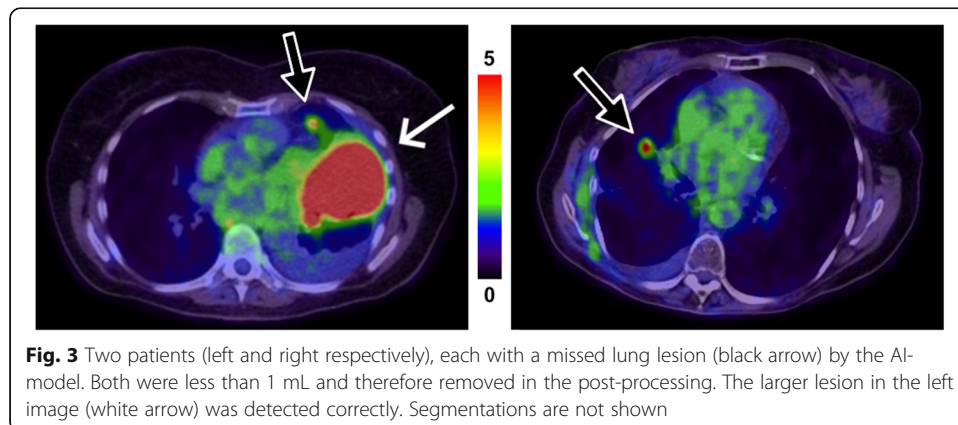 5
0
Fig. 3 Two patients (left and right respectively), each with a missed lung lesion (black arrow) by the AI-
model. Both were less than 1 mL and therefore removed in the post-processing. The larger lesion in the left
image (white arrow) was detected correctly. Segmentations are not shown